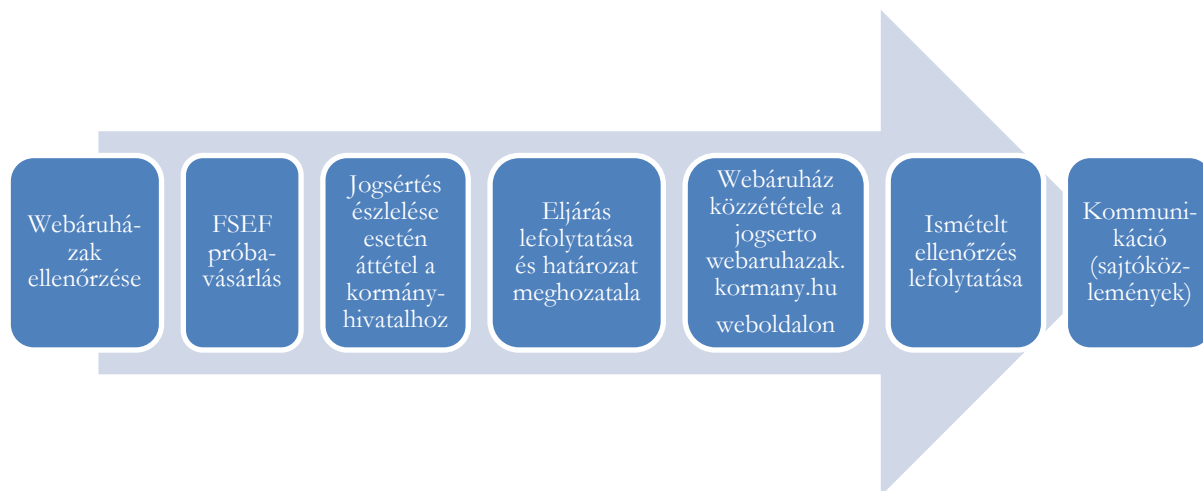 Webáruhá-
zak
ellenőrzése
FSEF
próba-
vásárlás
Jogsértés
észlelése
esetén
áttétel a
kormány-
hivatalhoz
Eljárás
lefolytatása
és határozat
meghozatala
Webáruház
közzététele a
jogserto
webaruhazak.
kormany.hu
weboldalon
Ismételt
ellenőrzés
lefolytatása
Kommuni-
káció
(sajtóköz-
lemények)